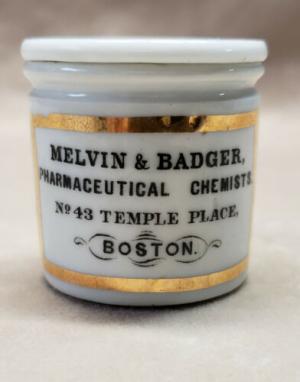 MELVIN & BADGER,
PHARMACEUTICAL CHEMISTS,
Nº 43 TEMPLE PLACE,
BOSTON.